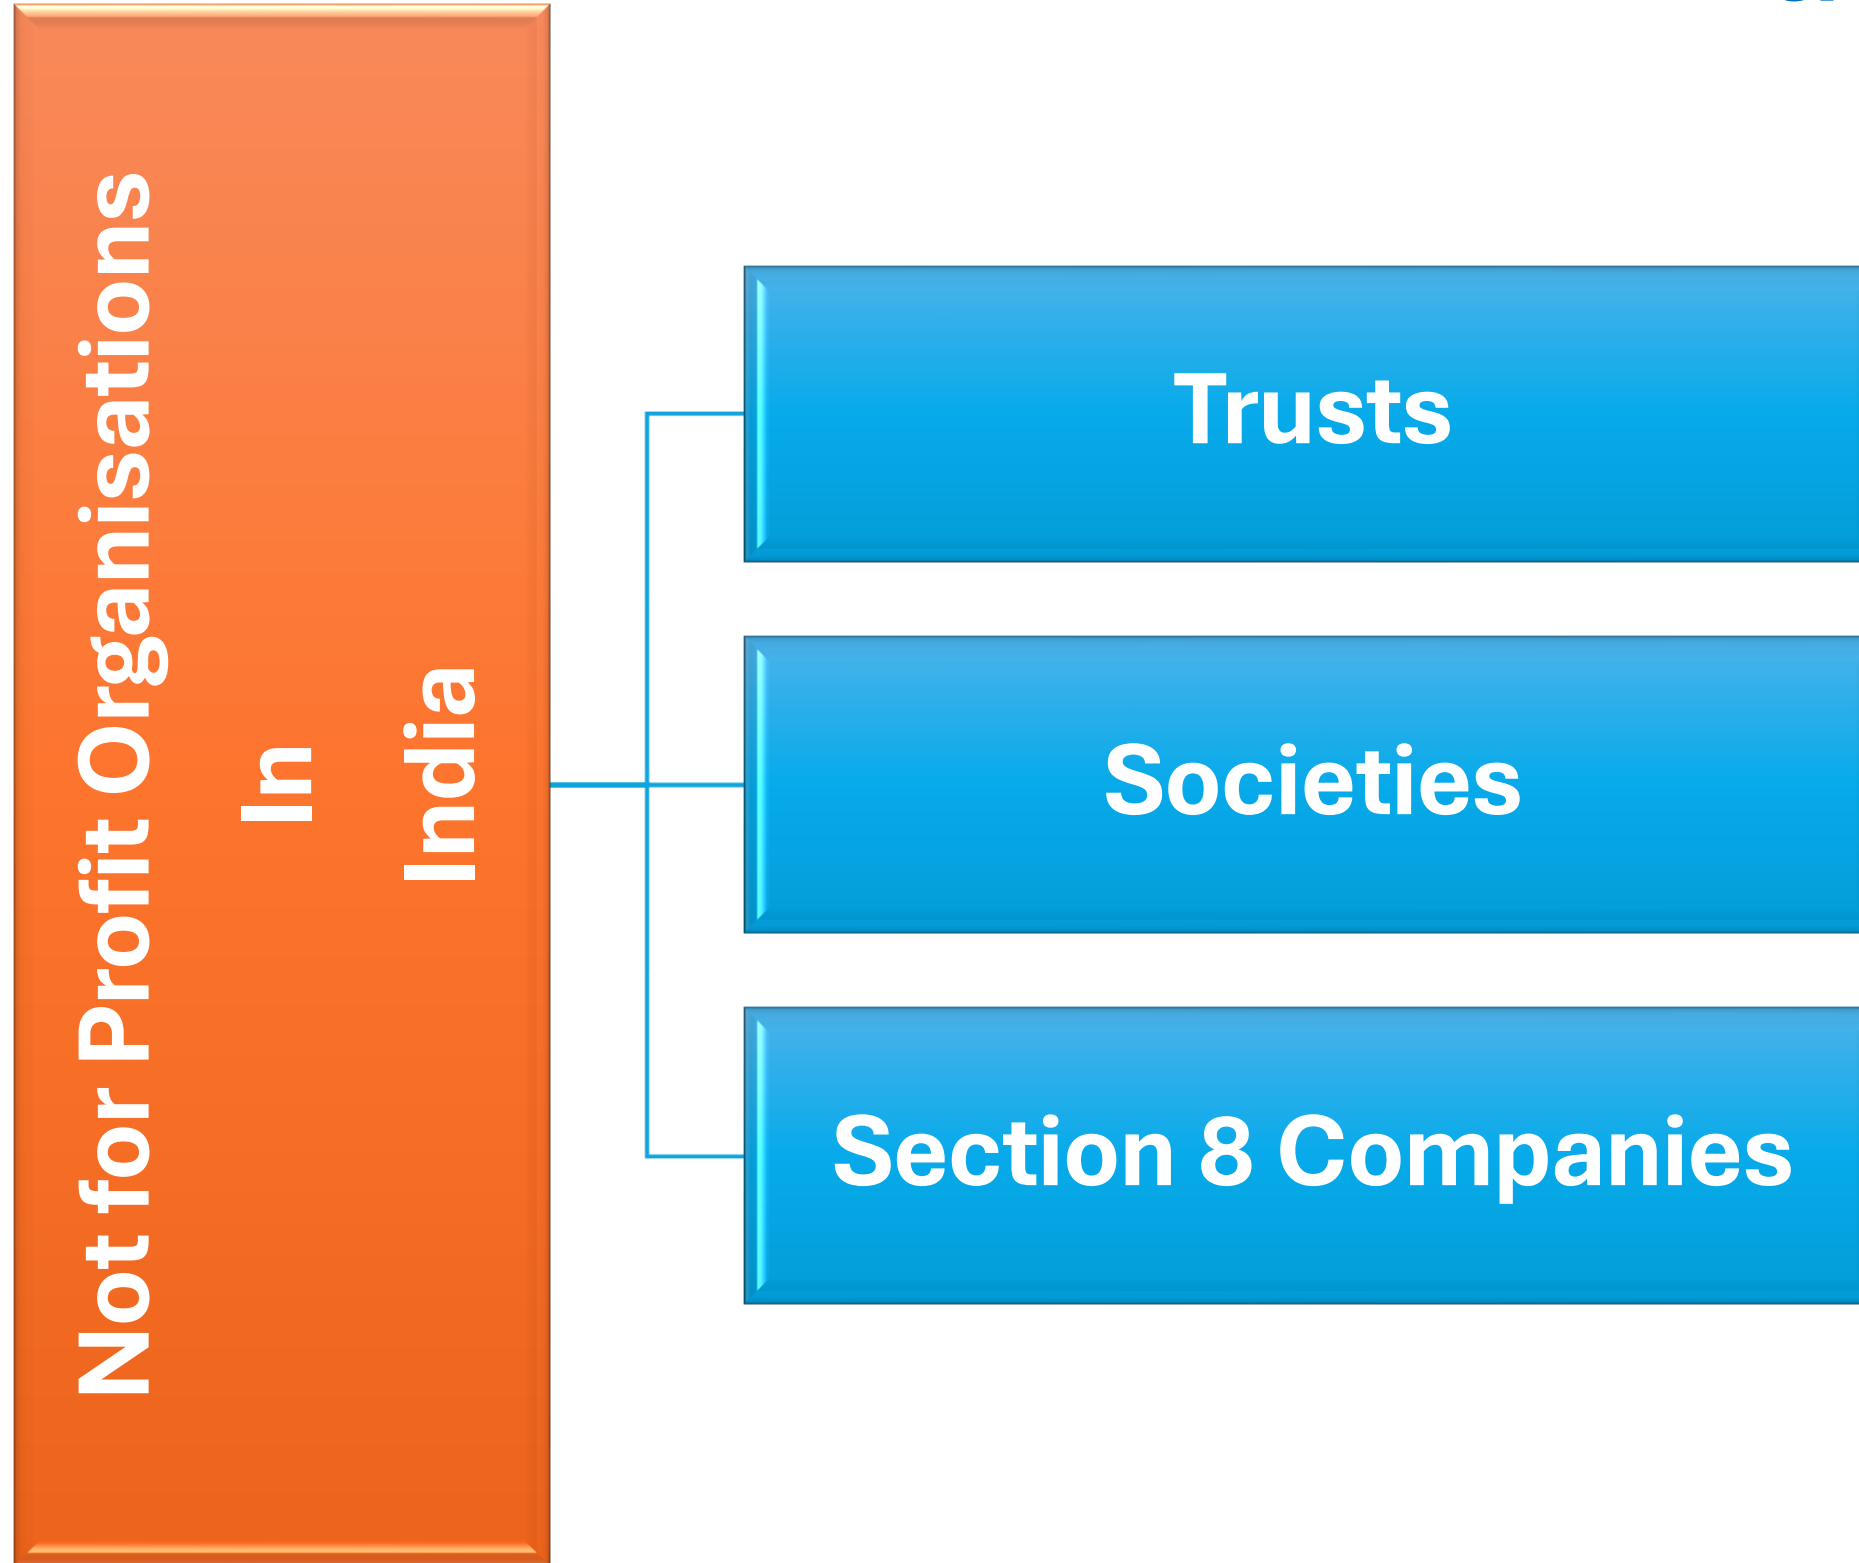 Not for Profit Organisations
In
India
Trusts
Societies
Section 8 Companies